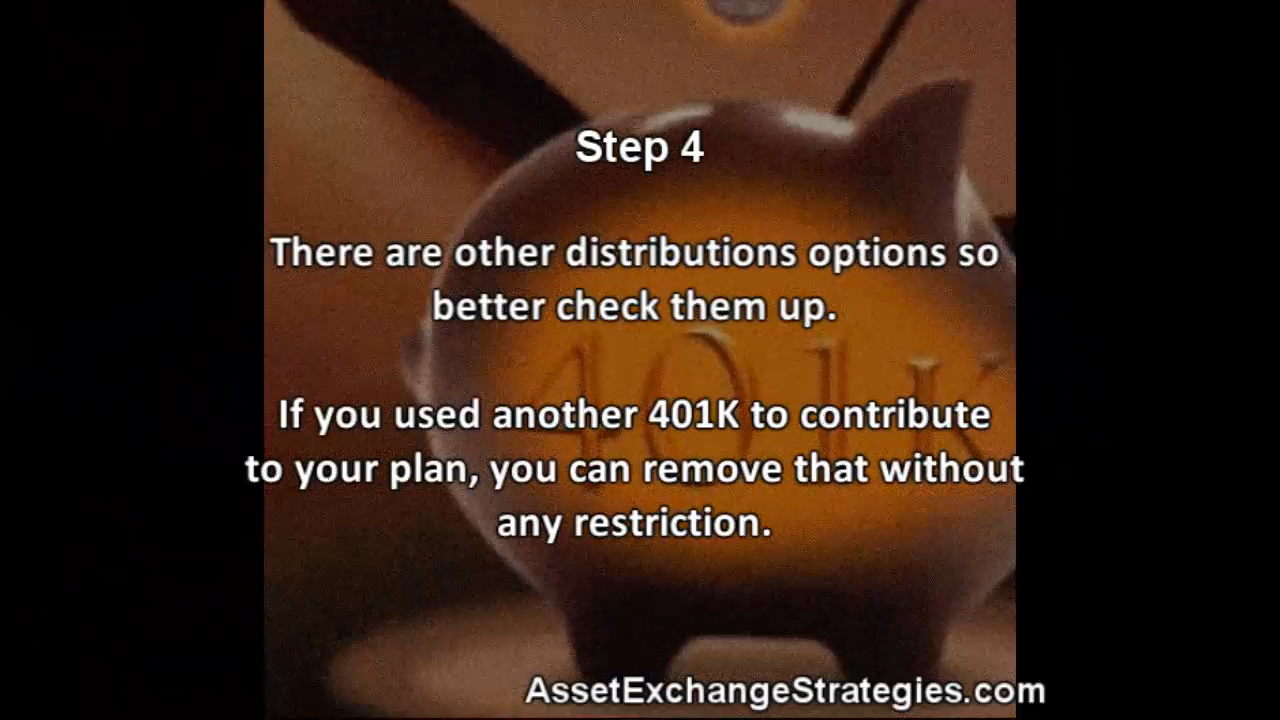 Step 4
There are other distributions options so
better check them up.
401K
If you used another 401K to contribute
to your plan, you can remove that without
any restriction.
AssetExchangeStrategies.com